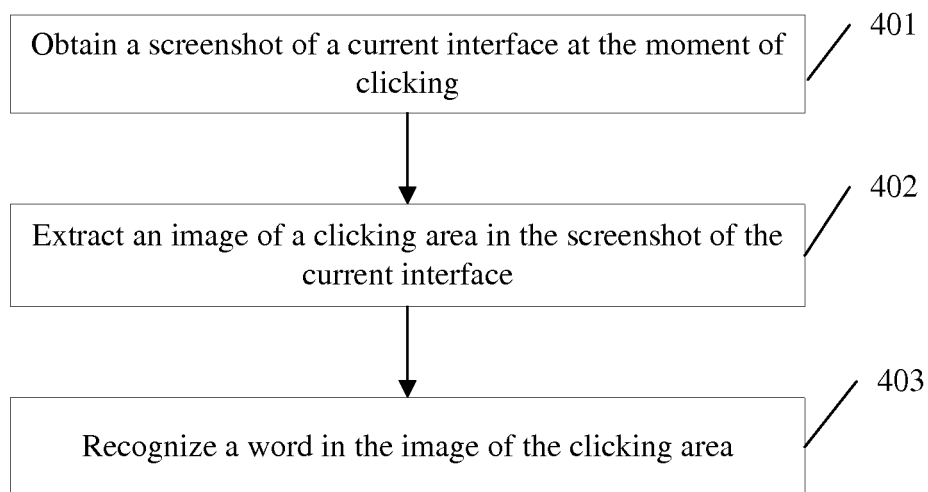 Obtain a screenshot of a current interface at the moment of
clicking
401
Extract an image of a clicking area in the screenshot of the
current interface
402
Recognize a word in the image of the clicking area
403